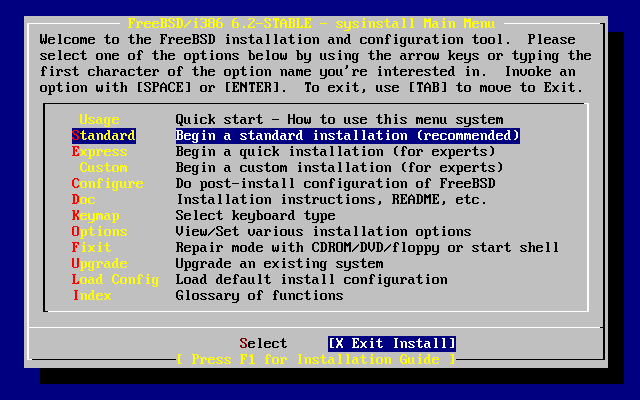 FreeBSD/i386 6.2-STABLE - sysinstall Main Menu
Welcome to the FreeBSD installation and configuration tool.  Please
select one of the options below by using the arrow keys or typing the
first character of the option name you're interested in.  Invoke an
option with [SPACE] or [ENTER].  To exit, use [TAB] to move to Exit.
Usage Quick start - How to use this menu system
Standard Begin a standard installation (recommended)
Express Begin a quick installation (for experts)
Custom Begin a custom installation (for experts)
Configure Do post-install configuration of FreeBSD
Doc Installation instructions, README, etc.
Keymap Select keyboard type
Options View/Set various installation options
Fixit Repair mode with CDROM/DVD/floppy or start shell
Upgrade Upgrade an existing system
Load Config Load default install configuration
Index Glossary of functions
Select [X Exit Install]
[ Press F1 for Installation Guide ]